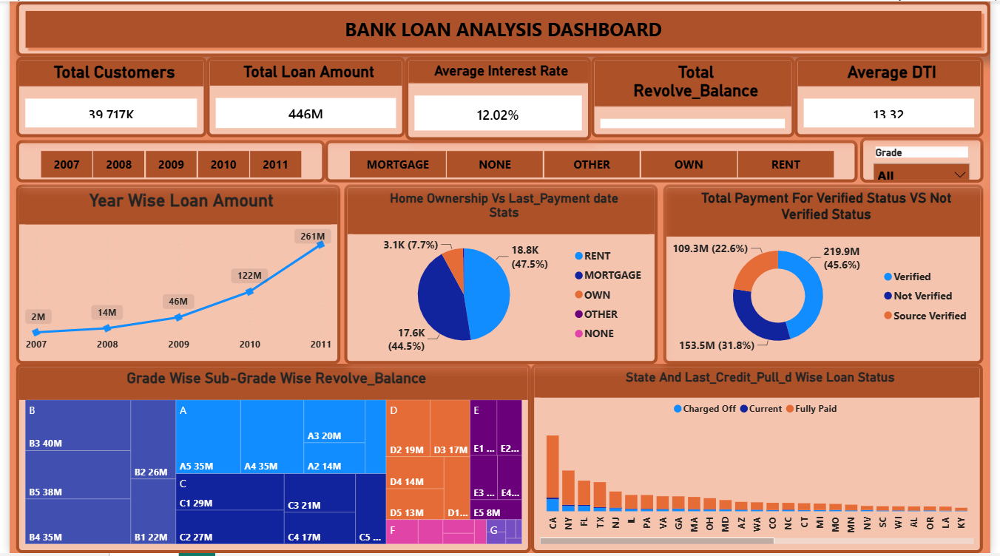 BANK LOAN ANALYSIS DASHBOARD
Total Customers
39.717K
Total Loan Amount
446M
Average Interest Rate
12.02%
Total
Revolve_Balance
Average DTI
13.32
2007 2008 2009 2010 2011
MORTGAGE NONE OTHER OWN RENT
Grade
All
Year Wise Loan Amount
261M
122M
46M
14M
2M
2007 2008 2009 2010 2011
Home Ownership Vs Last_Payment date
Stats
3.1K (7.7%)
18.8K
(47.5%)
17.6K
(44.5%)
RENT
MORTGAGE
OWN
OTHER
NONE
Total Payment For Verified Status VS Not
Verified Status
109.3M (22.6%)
219.9M
(45.6%)
153.5M (31.8%)
Verified
Not Verified
Source Verified
Grade Wise Sub-Grade Wise Revolve_Balance
B
B3 40M
B5 38M
B4 35M
B2 26M
B1 22M
A
A5 35M
A4 35M
A3 20M
A2 14M
C
C1 29M
C2 27M
C3 21M
C4 17M
C5 ...
D
D2 19M
D3 17M
D4 14M
D5 13M
D1...
E
E1 ...
E2...
E3 ...
E4...
E5 8M
F
G
State And Last_Credit_Pull_d Wise Loan Status
Charged Off Current Fully Paid
CA NY FL TX NJ IL PA VA GA MA OH MD AZ WA CO NC CT MI MO MN NV SC WI AL OR LA KY